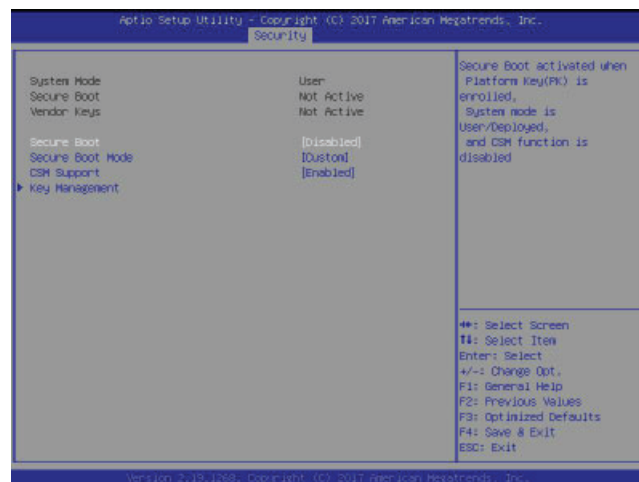 Aptio Setup Utility - Copyright (C) 2017 American Megatrends, Inc.
Security
System Mode User
Secure Boot Not Active
Vendor Keys Not Active
Secure Boot [Disabled]
Secure Boot Mode [Custom]
CSM Support [Enabled]
Key Management
Secure Boot activated when
Platform Key(PK) is
enrolled,
System mode is
User/Deployed,
and CSM function is
disabled
: Select Screen
↑↓: Select Item
Enter: Select
+/-: Change Opt.
F1: General Help
F2: Previous Values
F3: Optimized Defaults
F4: Save & Exit
ESC: Exit
Version 2.19.1268. Copyright (C) 2017 American Megatrends, Inc.